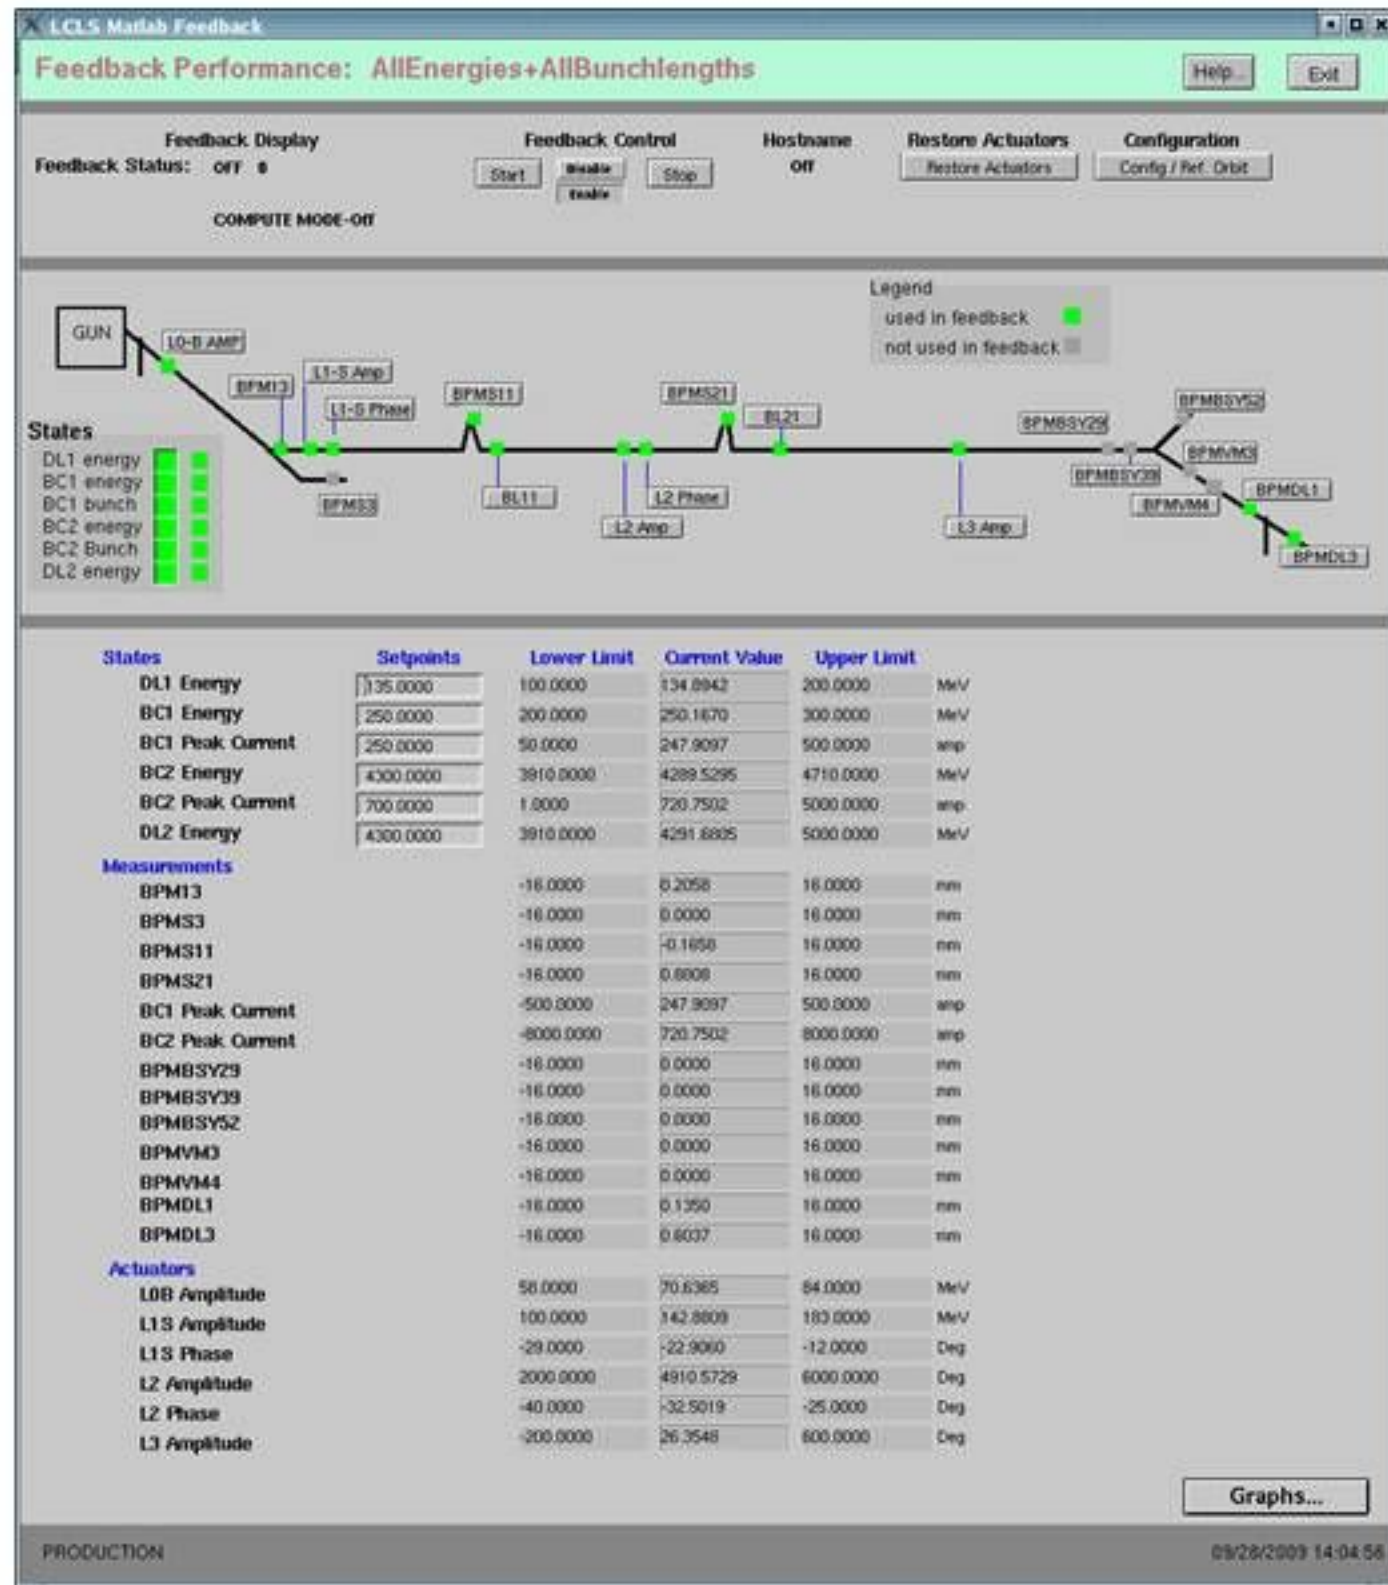 LCLS Matlab Feedback
Feedback Performance: AllEnergies+AllBunchlengths
Help...
Exit
Feedback Display
Feedback Control
Hostname
Restore Actuators
Configuration
Feedback Status: OFF 0
Start
Disable
Enable
Stop
Off
Restore Actuators
Config / Ref. Orbit
COMPUTE MODE-Off
Legend
used in feedback
not used in feedback
GUN
L0-B AMP
BPM13
L1-S Amp
L1-S Phase
BPMS11
BPMS21
BL21
BPMBSY29
BPMBSY52
BPMVM3
BPMBSY39
BPMVM4
BPMDL1
BPMDL3
BPMS3
BL11
L2 Amp
L2 Phase
L3 Amp
States
DL1 energy
BC1 energy
BC1 bunch
BC2 energy
BC2 Bunch
DL2 energy
States Setpoints Lower Limit Current Value Upper Limit
DL1 Energy 135.0000 100.0000 134.8942 200.0000 MeV
BC1 Energy 250.0000 200.0000 250.1670 300.0000 MeV
BC1 Peak Current 250.0000 50.0000 247.9097 500.0000 amp
BC2 Energy 4300.0000 3910.0000 4289.5295 4710.0000 MeV
BC2 Peak Current 700.0000 1.0000 720.7502 5000.0000 amp
DL2 Energy 4300.0000 3910.0000 4291.6805 5000.0000 MeV
Measurements
BPM13 -16.0000 0.2058 16.0000 mm
BPMS3 -16.0000 0.0000 16.0000 mm
BPMS11 -16.0000 -0.1658 16.0000 mm
BPMS21 -16.0000 0.8808 16.0000 mm
BC1 Peak Current -500.0000 247.9097 500.0000 amp
BC2 Peak Current -8000.0000 720.7502 8000.0000 amp
BPMBSY29 -16.0000 0.0000 16.0000 mm
BPMBSY39 -16.0000 0.0000 16.0000 mm
BPMBSY52 -16.0000 0.0000 16.0000 mm
BPMVM3 -16.0000 0.0000 16.0000 mm
BPMVM4 -16.0000 0.0000 16.0000 mm
BPMDL1 -16.0000 0.1350 16.0000 mm
BPMDL3 -16.0000 0.6037 16.0000 mm
Actuators
L0B Amplitude 58.0000 70.6365 84.0000 MeV
L1S Amplitude 100.0000 142.8809 183.0000 MeV
L1S Phase -29.0000 -22.9060 -12.0000 Deg
L2 Amplitude 2000.0000 4910.5729 6000.0000 Deg
L2 Phase -40.0000 -32.5019 -25.0000 Deg
L3 Amplitude -200.0000 26.3548 600.0000 Deg
Graphs...
PRODUCTION
09/28/2009 14:04:56